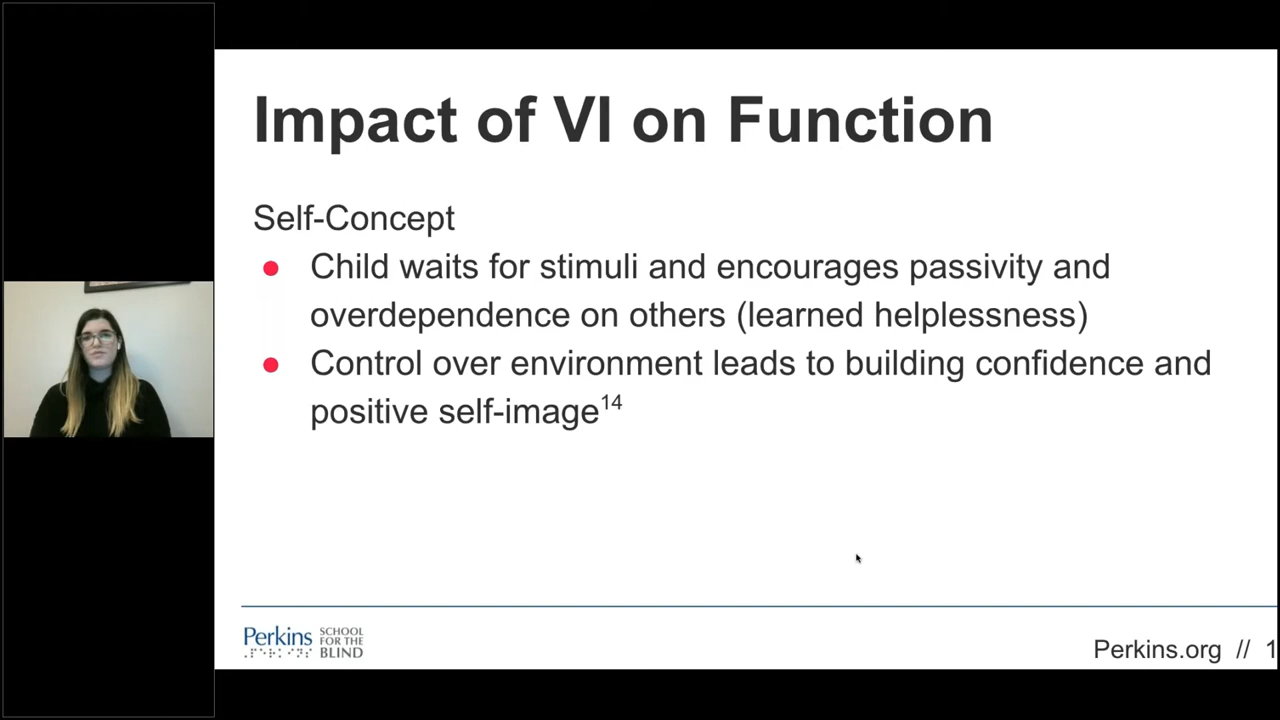 Impact of VI on Function
Self-Concept
● Child waits for stimuli and encourages passivity and
overdependence on others (learned helplessness)
● Control over environment leads to building confidence and
positive self-image¹⁴
Perkins SCHOOL
FOR THE
BLIND
Perkins.org // 1